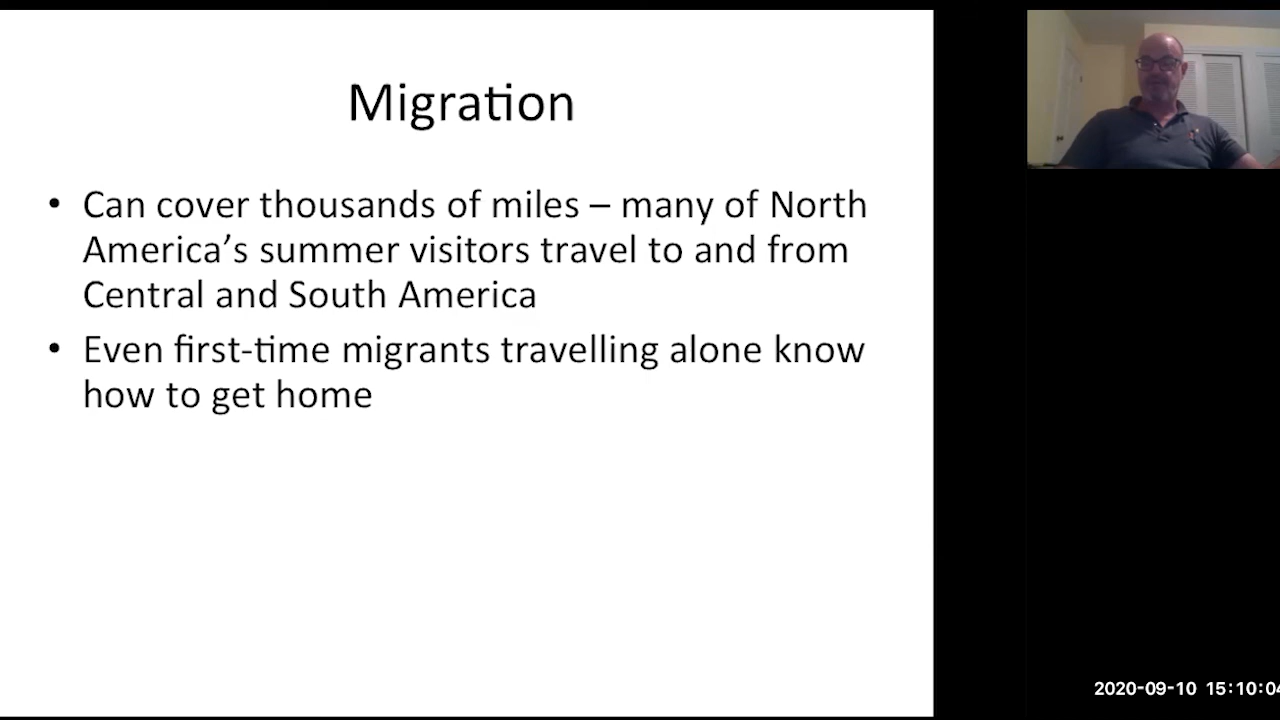 Migration
• Can cover thousands of miles – many of North
America’s summer visitors travel to and from
Central and South America
• Even first-time migrants travelling alone know
how to get home
2020-09-10 15:10:04